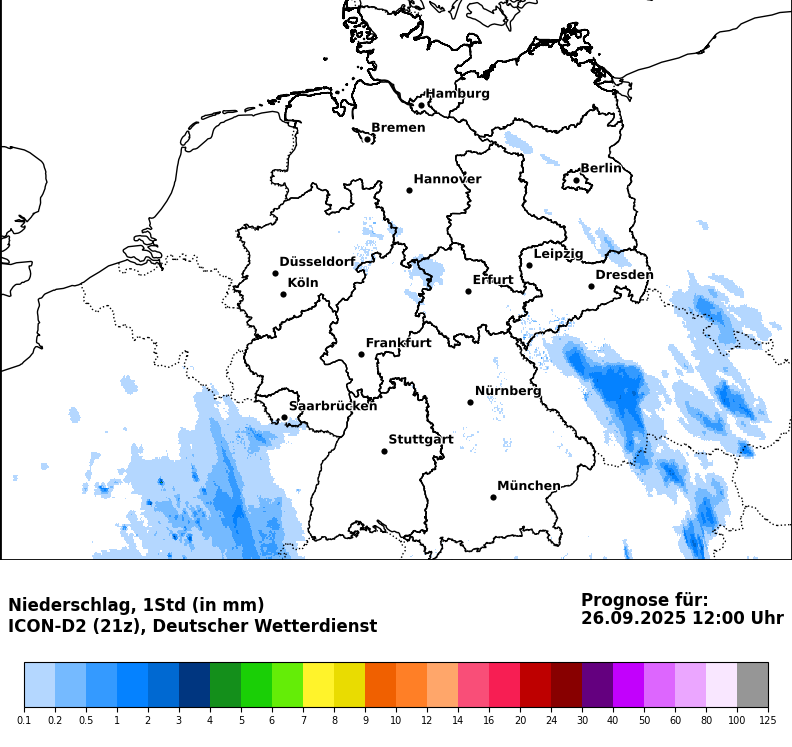 Hamburg
Bremen
Berlin
Hannover
Leipzig
Düsseldorf
Dresden
Köln
Erfurt
Frankfurt
Nürnberg
Saarbrücken
Stuttgart
München
Niederschlag, 1Std (in mm)
ICON-D2 (21z), Deutscher Wetterdienst
Prognose für:
26.09.2025 12:00 Uhr
0.1 0.2 0.5 1 2 3 4 5 6 7 8 9 10 12 14 16 20 24 30 40 50 60 80 100 125